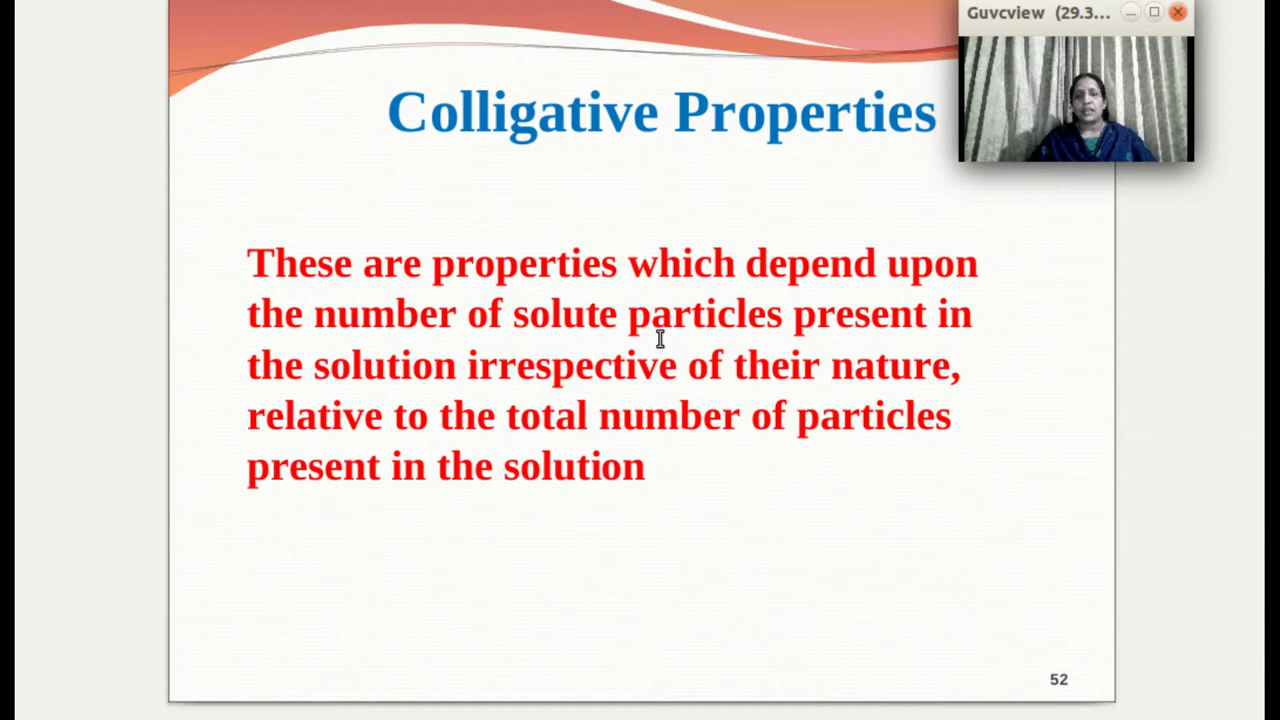 Guvcview (29.3...
Colligative Properties
These are properties which depend upon
the number of solute particles present in
the solution irrespective of their nature,
relative to the total number of particles
present in the solution
52